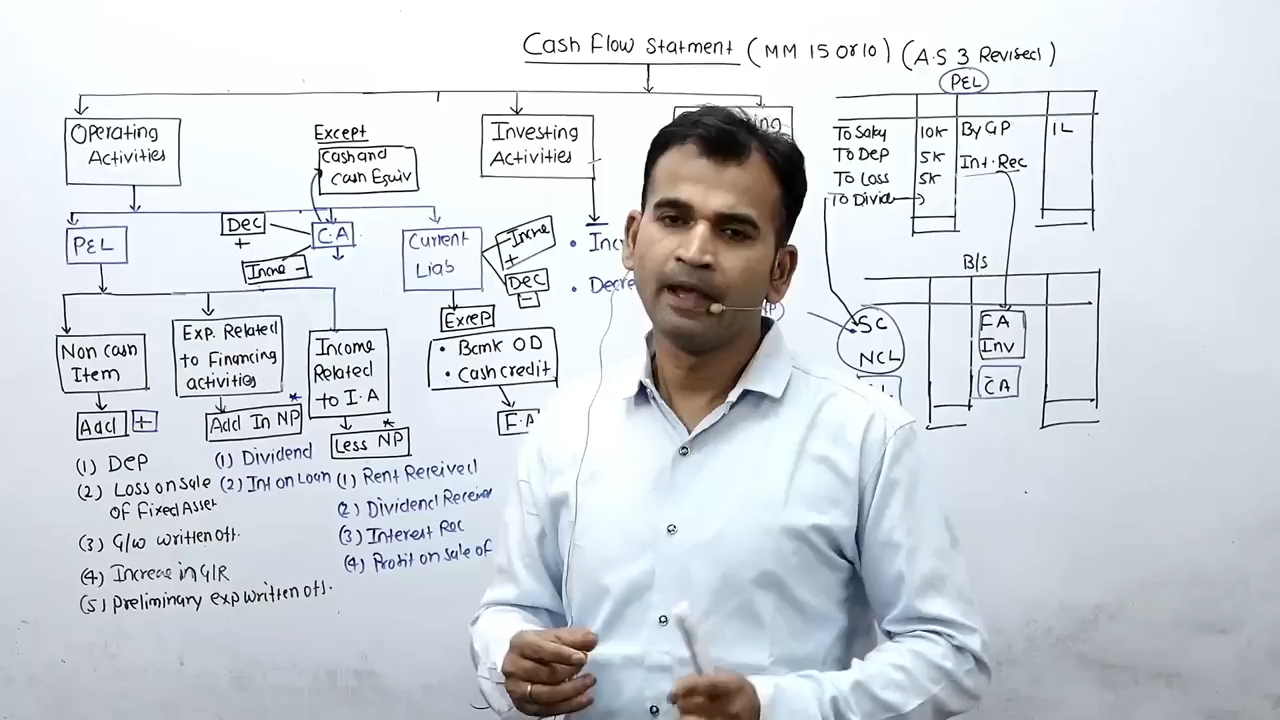 Cash Flow Statment (MM 15 or 10) (A.S 3 Revised)
Operating
Activities
Except
Cash and
Cash Equiv
Investing
Activities
P&L
Dec
+
C.A
Incre -
Current
Liab
Incre
+
Dec
-
Except
• Bank OD
• Cash credit
F.A
Non cash
Item
Add +
Exp. Related
to Financing
activities
Add In NP *
Income
Related
to I.A
Less NP *
(1) Dep
(2) Loss on sale
of Fixed Asset
(3) G/w written off.
(4) Increase in G/R
(5) Preliminary exp written off.
(1) Dividend
(2) Int on Loan
(1) Rent Received
(2) Dividend
(3) Interest Rec
(4) Profit on sale of
P&L
To Salry 10K By GP 1L
To Dep 5K Int. Rec
To Loss 5K
To Divid
B/S
SC FA
Inv
NCL
CA